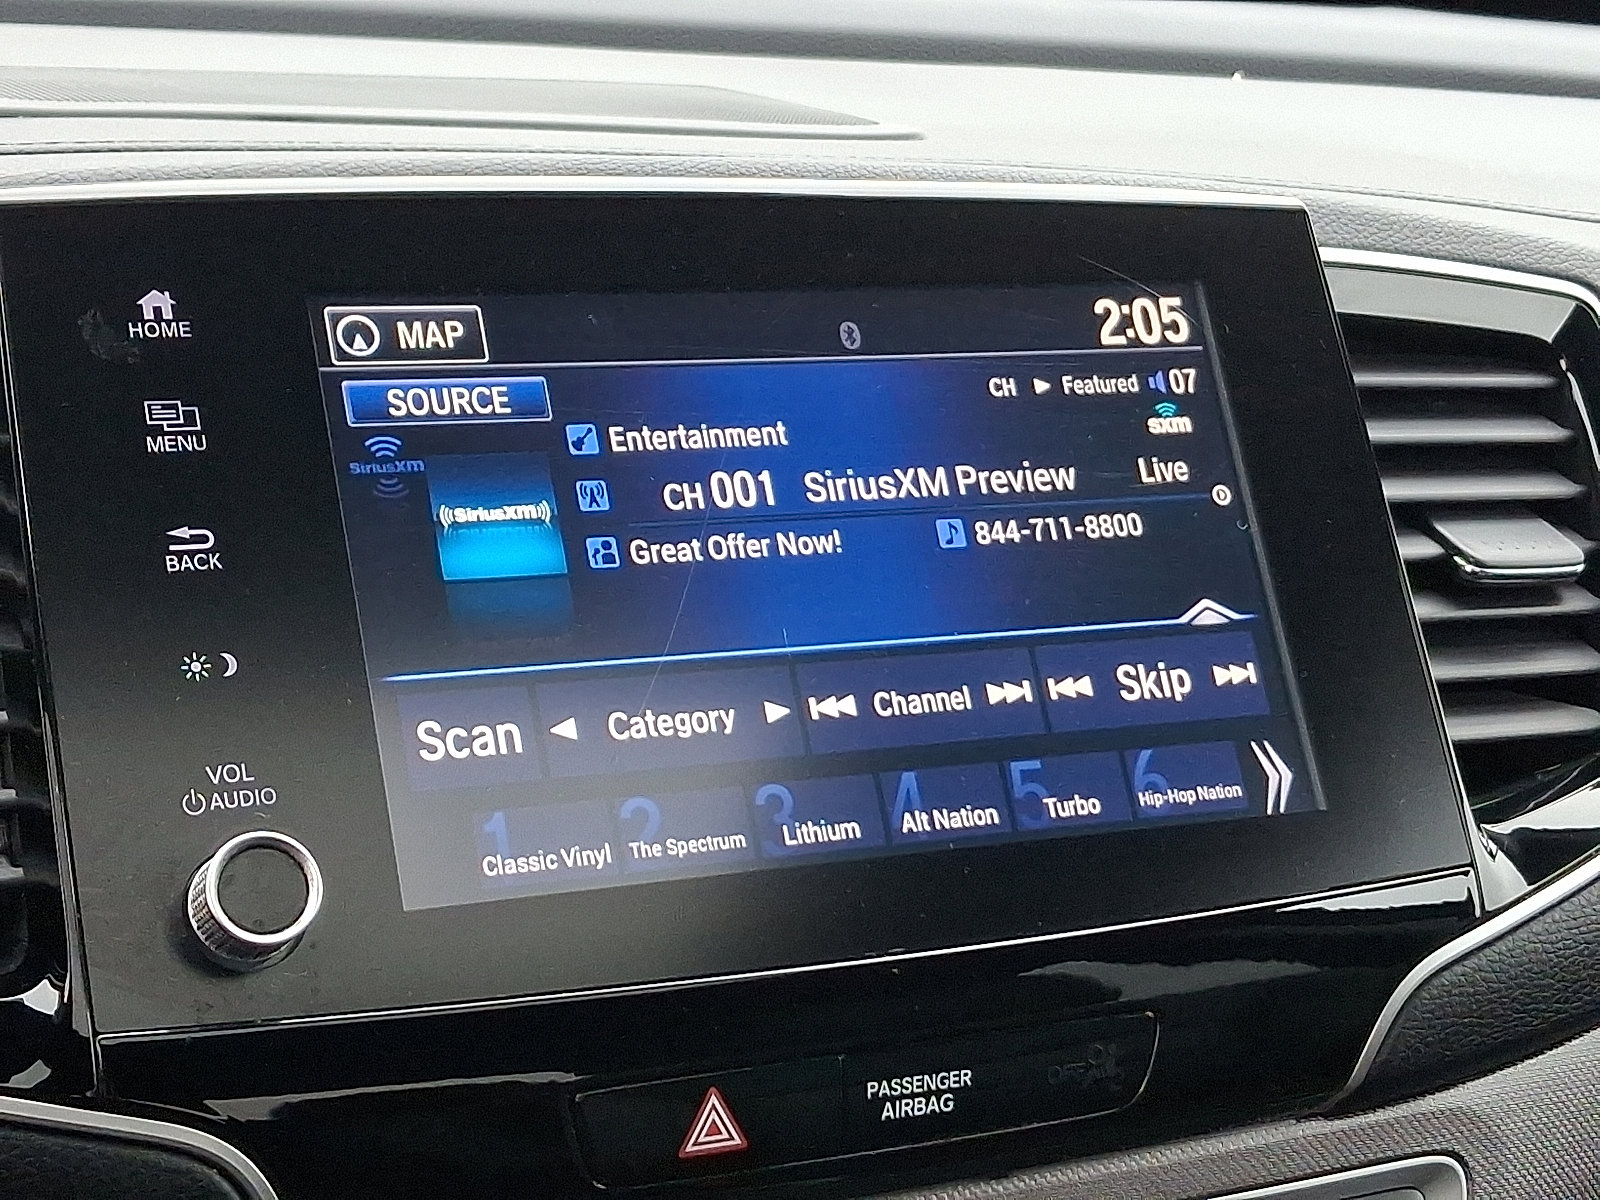 HOME
MENU
BACK
VOL
AUDIO
MAP
2:05
SOURCE
CH ▶ Featured 07
sxm
SiriusXM
Entertainment
CH 001 SiriusXM Preview Live
((SiriusXM))
Great Offer Now! 844-711-8800
Scan ◀ Category ▶ Channel Skip
1 Classic Vinyl
2 The Spectrum
3 Lithium
4 Alt Nation
5 Turbo
6 Hip-Hop Nation
PASSENGER
AIRBAG
OFF